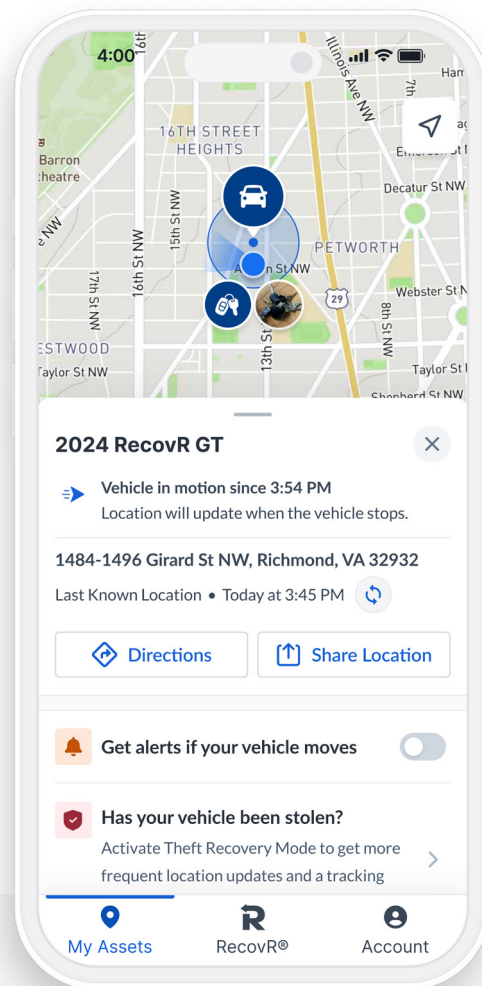 4:00
16th
Illinois Ave NW
7th
Ham
16TH STREET
HEIGHTS
Barron
theatre
Decatur St NW
NW
15th St NW
16th St NW
PETWORTH
n St NW
17th St NW
29
Webster St N
8th St NW
13th St
ESTWOOD
Taylor St NW
Taylor St
Shepherd St NW
2024 RecovR GT
Vehicle in motion since 3:54 PM
Location will update when the vehicle stops.
1484-1496 Girard St NW, Richmond, VA 32932
Last Known Location • Today at 3:45 PM
Directions
Share Location
Get alerts if your vehicle moves
Has your vehicle been stolen?
Activate Theft Recovery Mode to get more
frequent location updates and a tracking
My Assets
RecovR®
Account